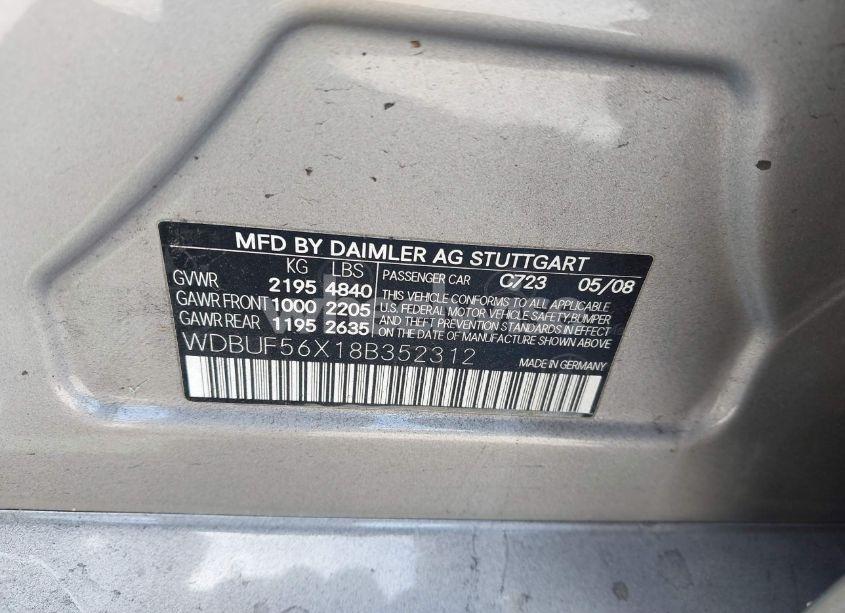 MFD BY DAIMLER AG STUTTGART
KG LBS PASSENGER CAR C723 05/08
GVWR 2195 4840
GAWR FRONT 1000 2205
GAWR REAR 1195 2635
THIS VEHICLE CONFORMS TO ALL APPLICABLE
U.S. FEDERAL MOTOR VEHICLE SAFETY, BUMPER
AND THEFT PREVENTION STANDARDS IN EFFECT
ON THE DATE OF MANUFACTURE SHOWN ABOVE
WDBUF56X18B352312
MADE IN GERMANY